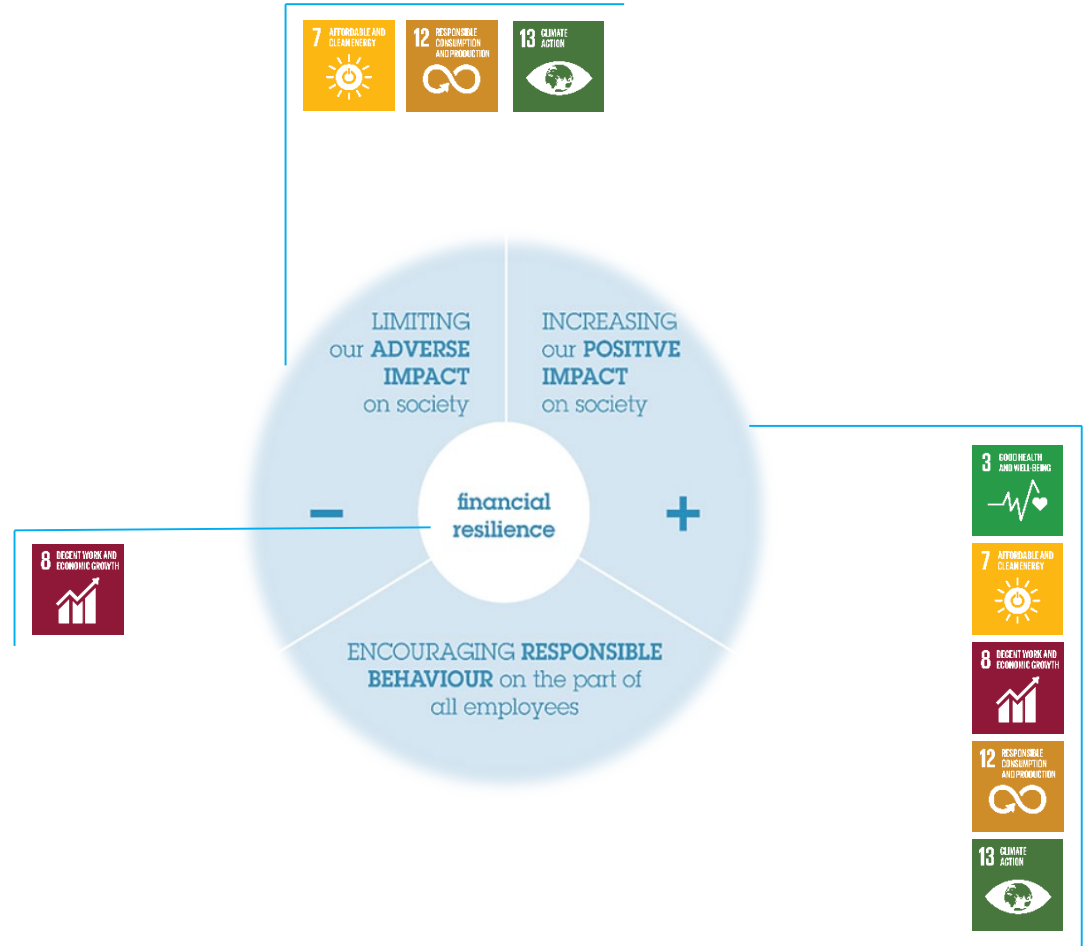 7 AFFORDABLE AND
CLEAN ENERGY
12 RESPONSIBLE
CONSUMPTION
AND PRODUCTION
13 CLIMATE
ACTION
LIMITING
our ADVERSE
IMPACT
on society
INCREASING
our POSITIVE
IMPACT
on society
–
financial
resilience
+
ENCOURAGING RESPONSIBLE
BEHAVIOUR on the part of
all employees
8 DECENT WORK AND
ECONOMIC GROWTH
3 GOOD HEALTH
AND WELL-BEING
7 AFFORDABLE AND
CLEAN ENERGY
8 DECENT WORK AND
ECONOMIC GROWTH
12 RESPONSIBLE
CONSUMPTION
AND PRODUCTION
13 CLIMATE
ACTION